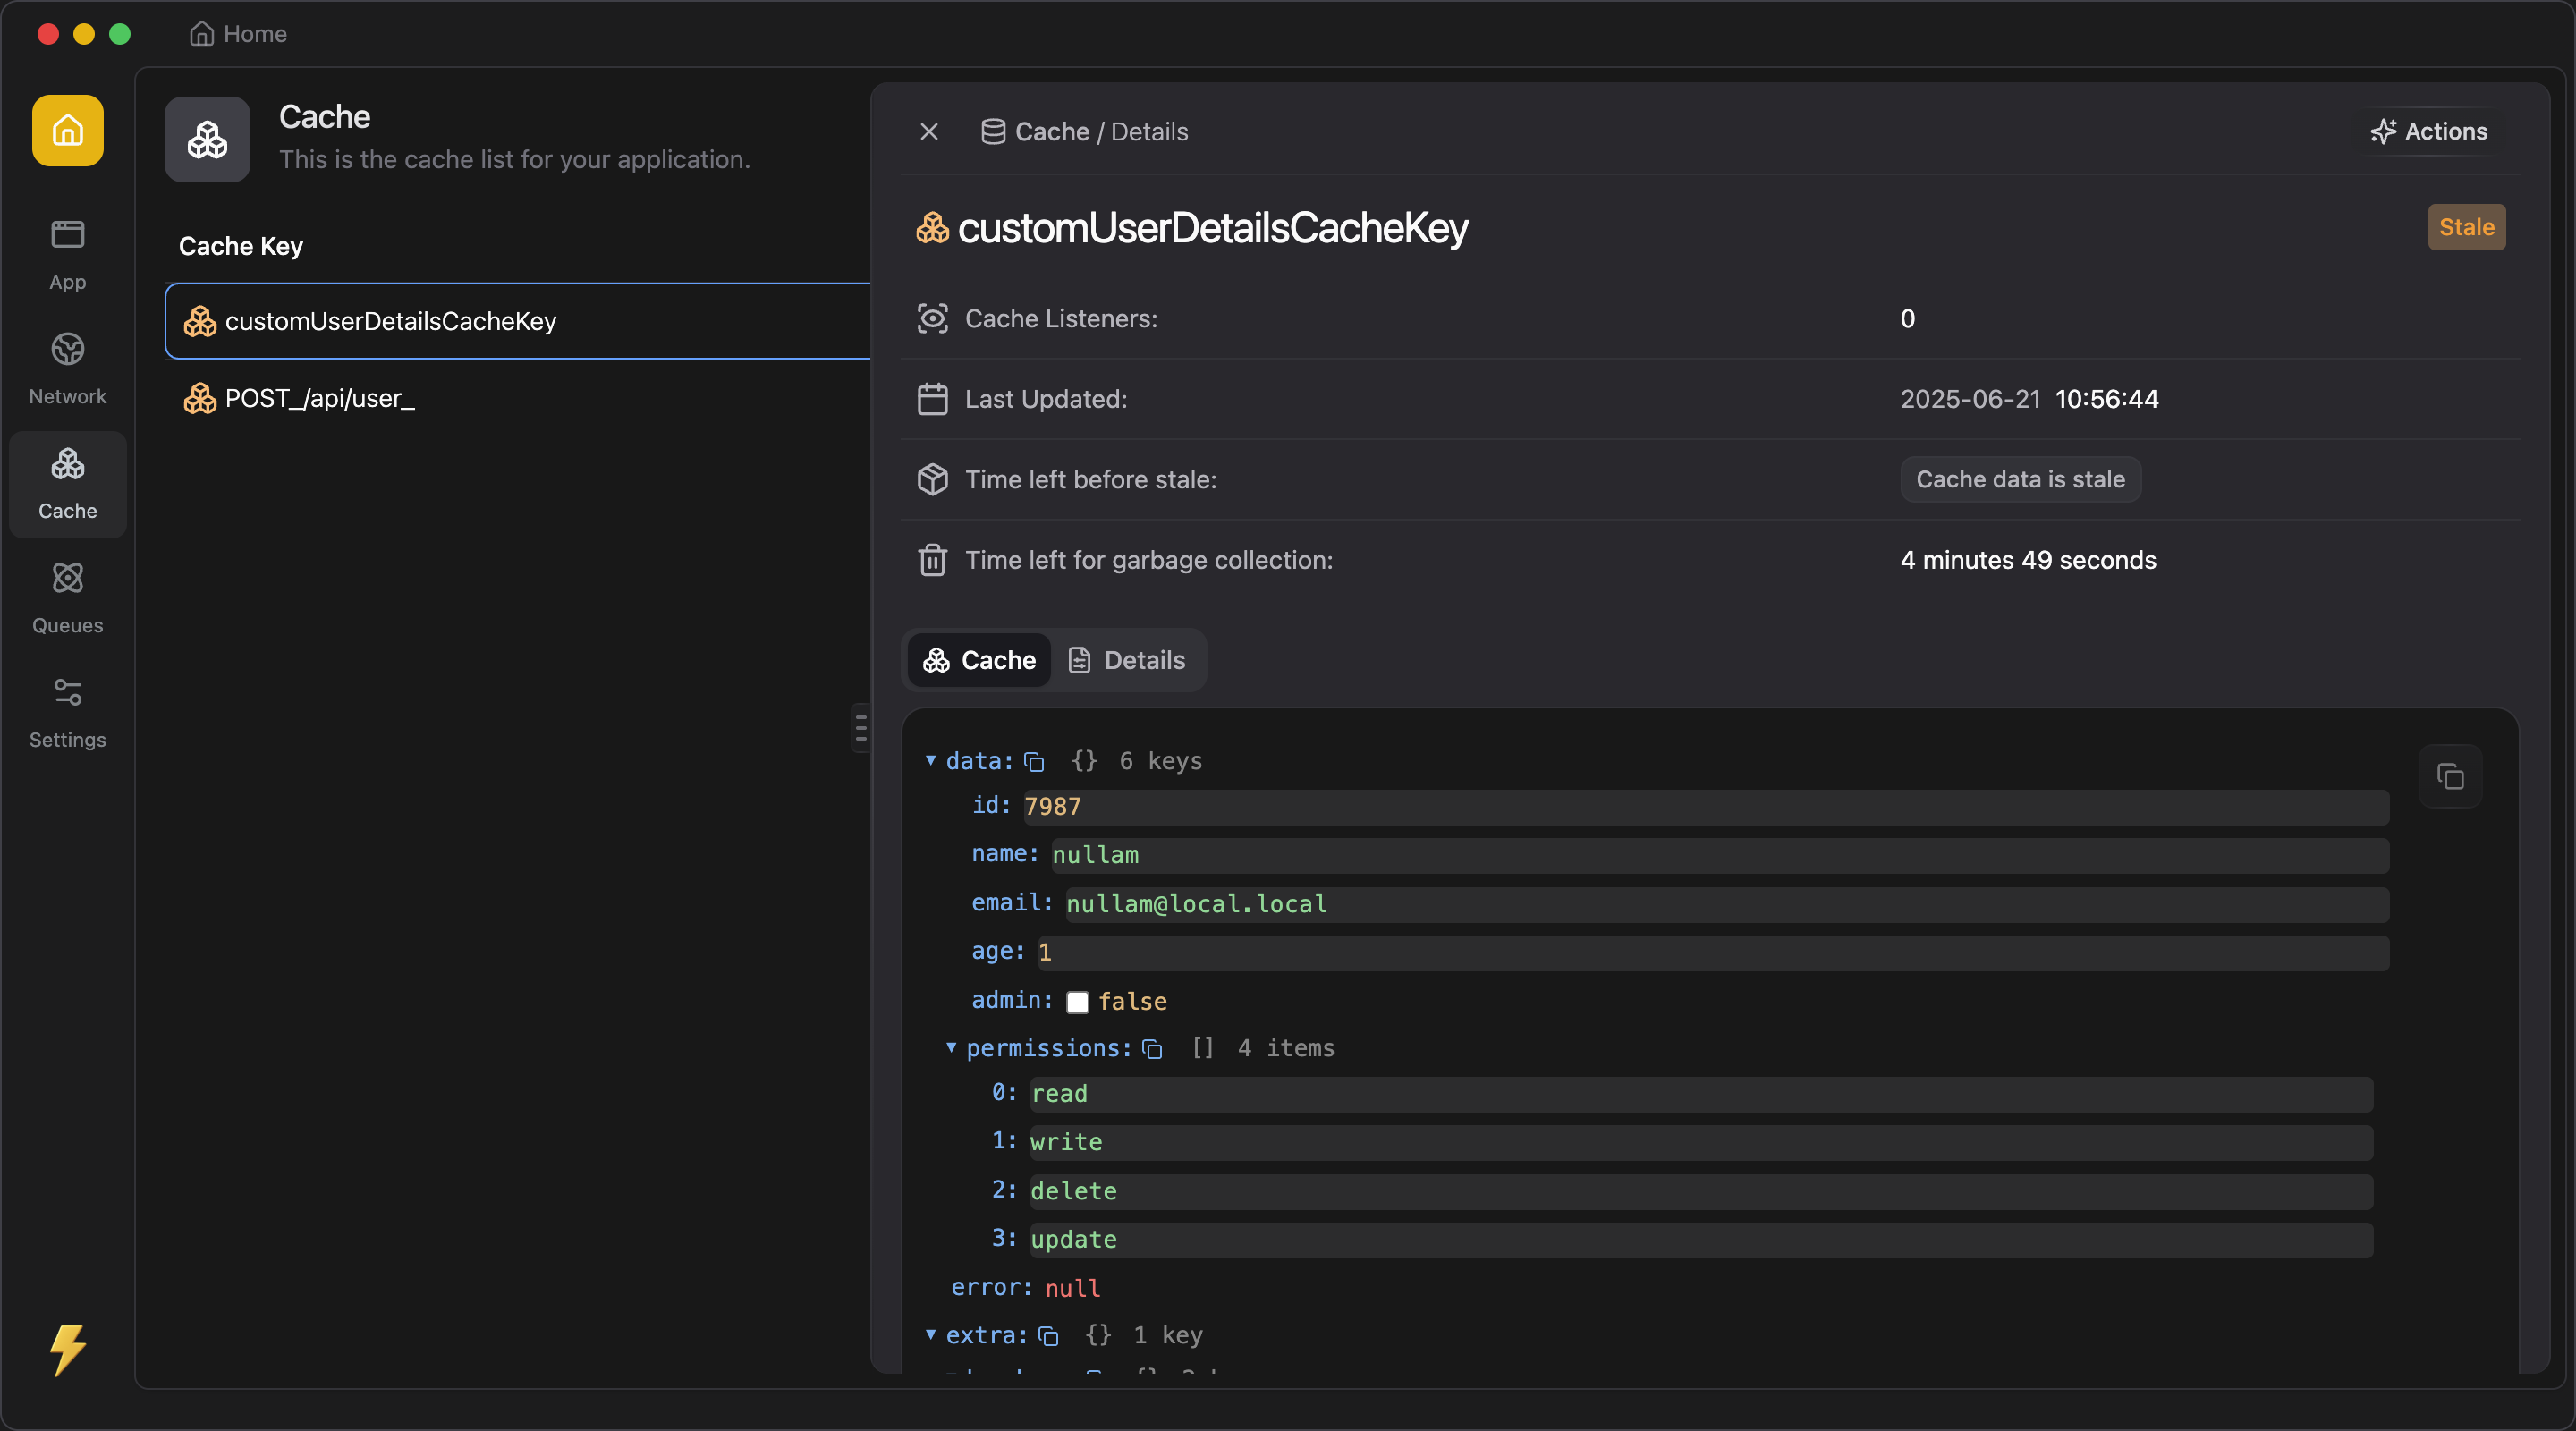 Home
Cache
This is the cache list for your application.
Cache Key
customUserDetailsCacheKey
POST_/api/user_
App
Network
Cache
Queues
Settings
Cache / Details
Actions
customUserDetailsCacheKey
Stale
Cache Listeners: 0
Last Updated: 2025-06-21 10:56:44
Time left before stale: Cache data is stale
Time left for garbage collection: 4 minutes 49 seconds
Cache Details
data: {} 6 keys
id: 7987
name: nullam
email: nullam@local.local
age: 1
admin: false
permissions: [] 4 items
0: read
1: write
2: delete
3: update
error: null
extra: {} 1 key